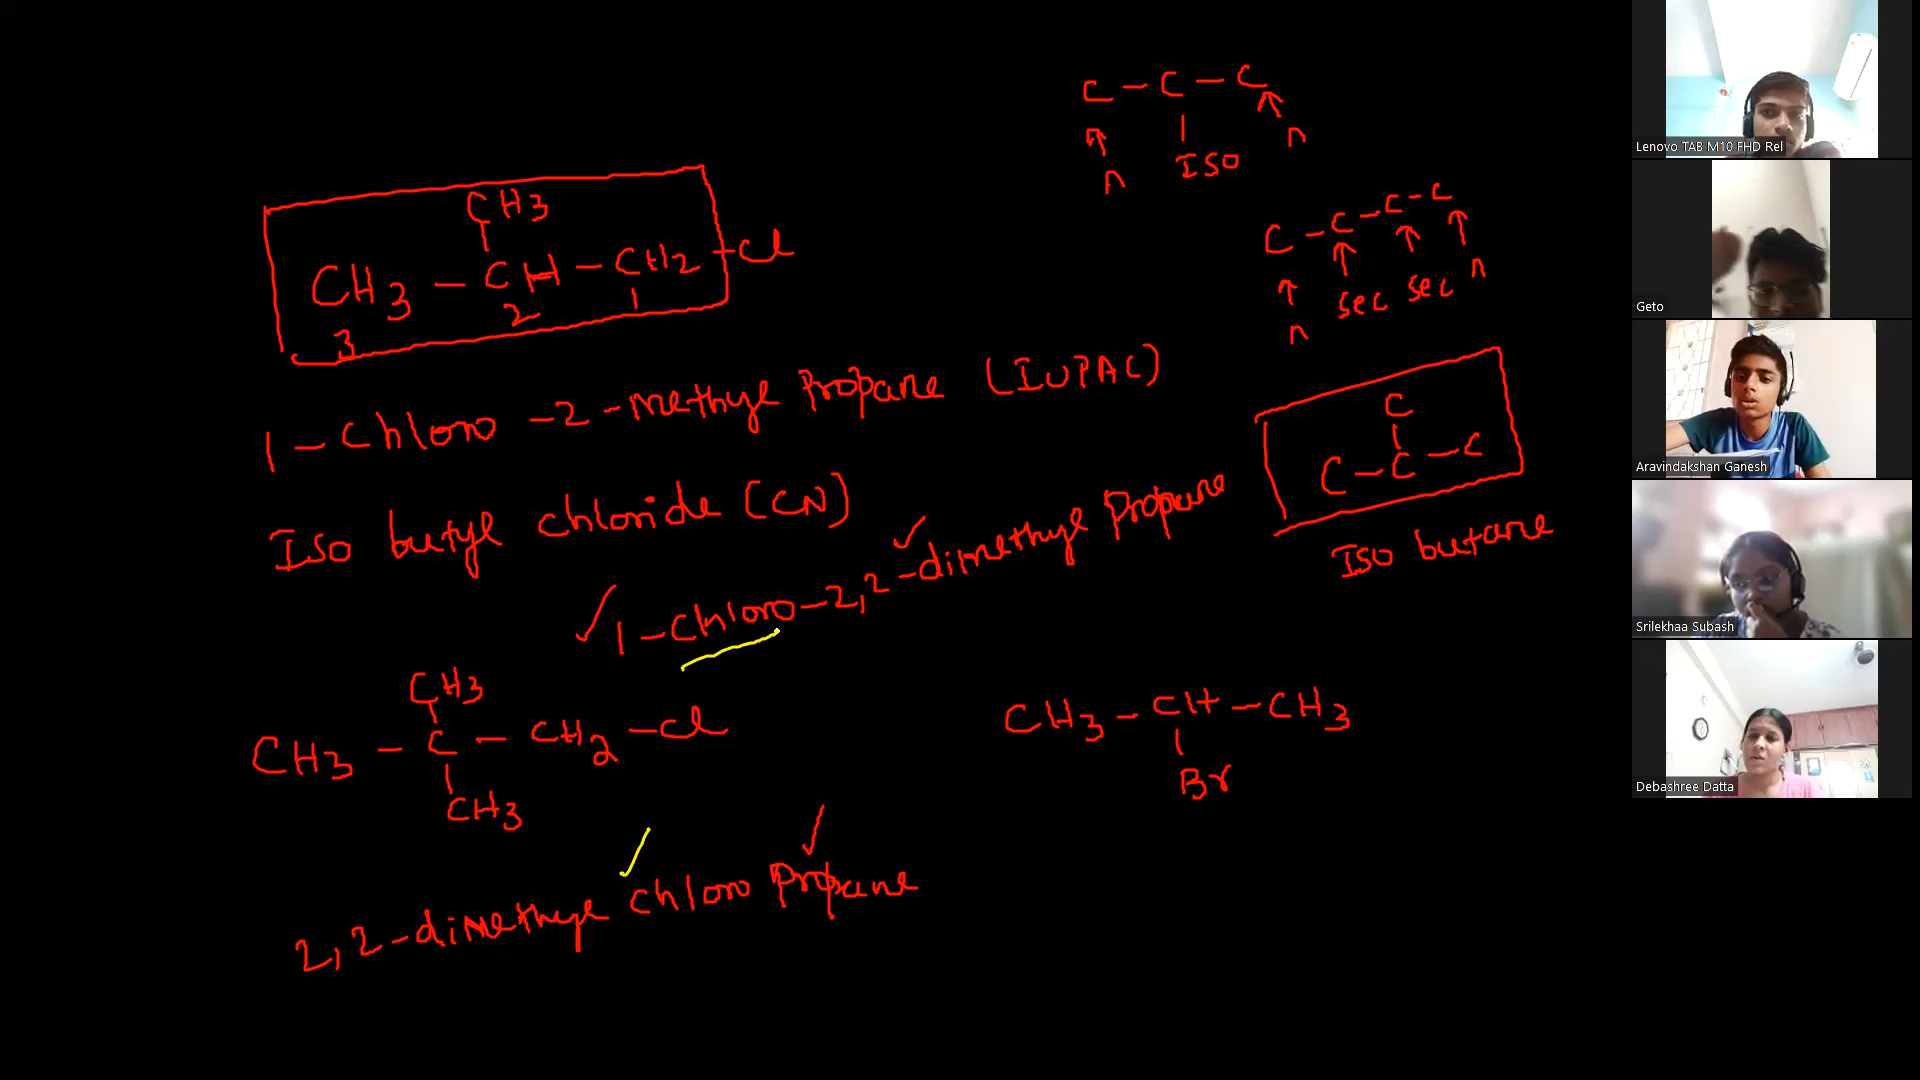 C - C - C
n ISO n
CH3
CH3 - CH - CH2 - Cl
3 2 1
C - C - C - C
n sec sec n
1 - Chloro - 2 - methyl Propane (IUPAC)
Iso butyl chloride (CN)
C
C - C - C
Iso butane
1 - Chloro - 2,2 - dimethyl Propane
CH3
CH3 - C - CH2 - Cl
CH3
CH3 - CH - CH3
Br
2,2 - dimethyl chloro Propane
Lenovo TAB M10 FHD Rel
Geto
Aravindakshan Ganesh
Srilekhaa Subash
Debashree Datta